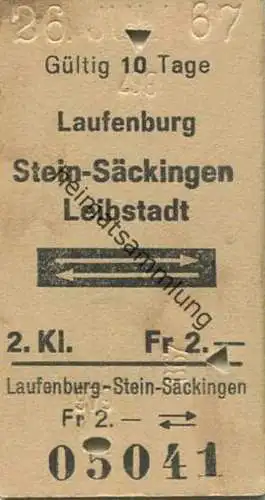 26. 67
Gültig 10 Tage
Laufenburg
Stein-Säckingen
Leibstadt
heimatsammlung
2. Kl. Fr 2.—
Laufenburg-Stein-Säckingen
Fr 2.—
05041